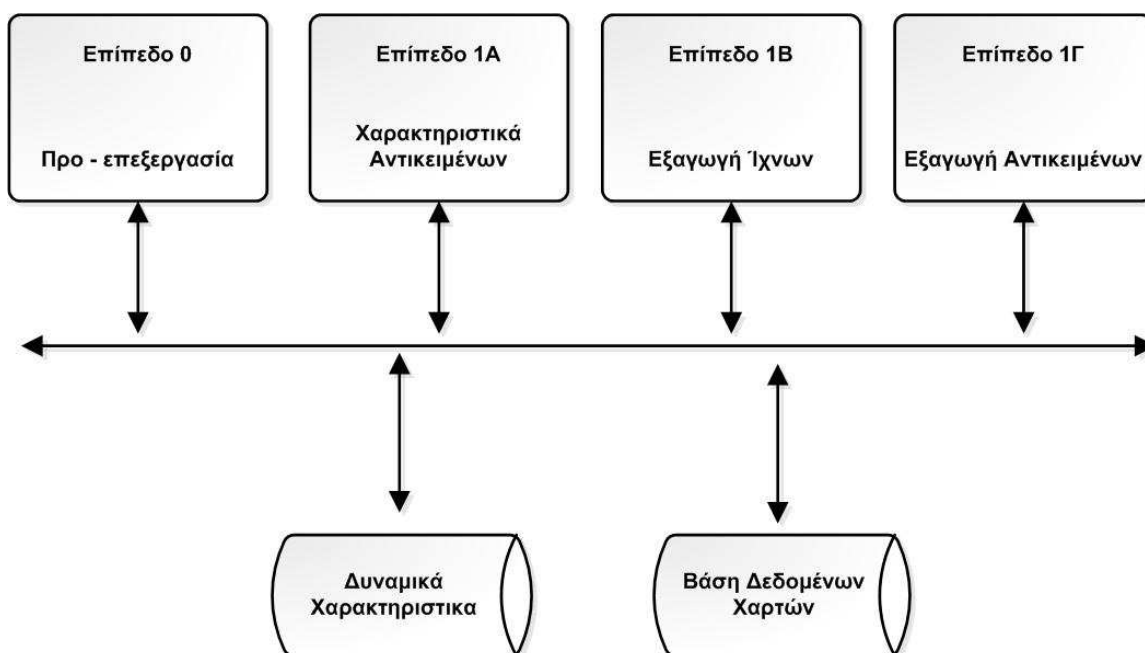 Επίπεδο 0
Προ - επεξεργασία
Επίπεδο 1Α
Χαρακτηριστικά
Αντικειμένων
Επίπεδο 1Β
Εξαγωγή Ίχνων
Επίπεδο 1Γ
Εξαγωγή Αντικειμένων
Δυναμικά
Χαρακτηριστικα
Βάση Δεδομένων
Χαρτών